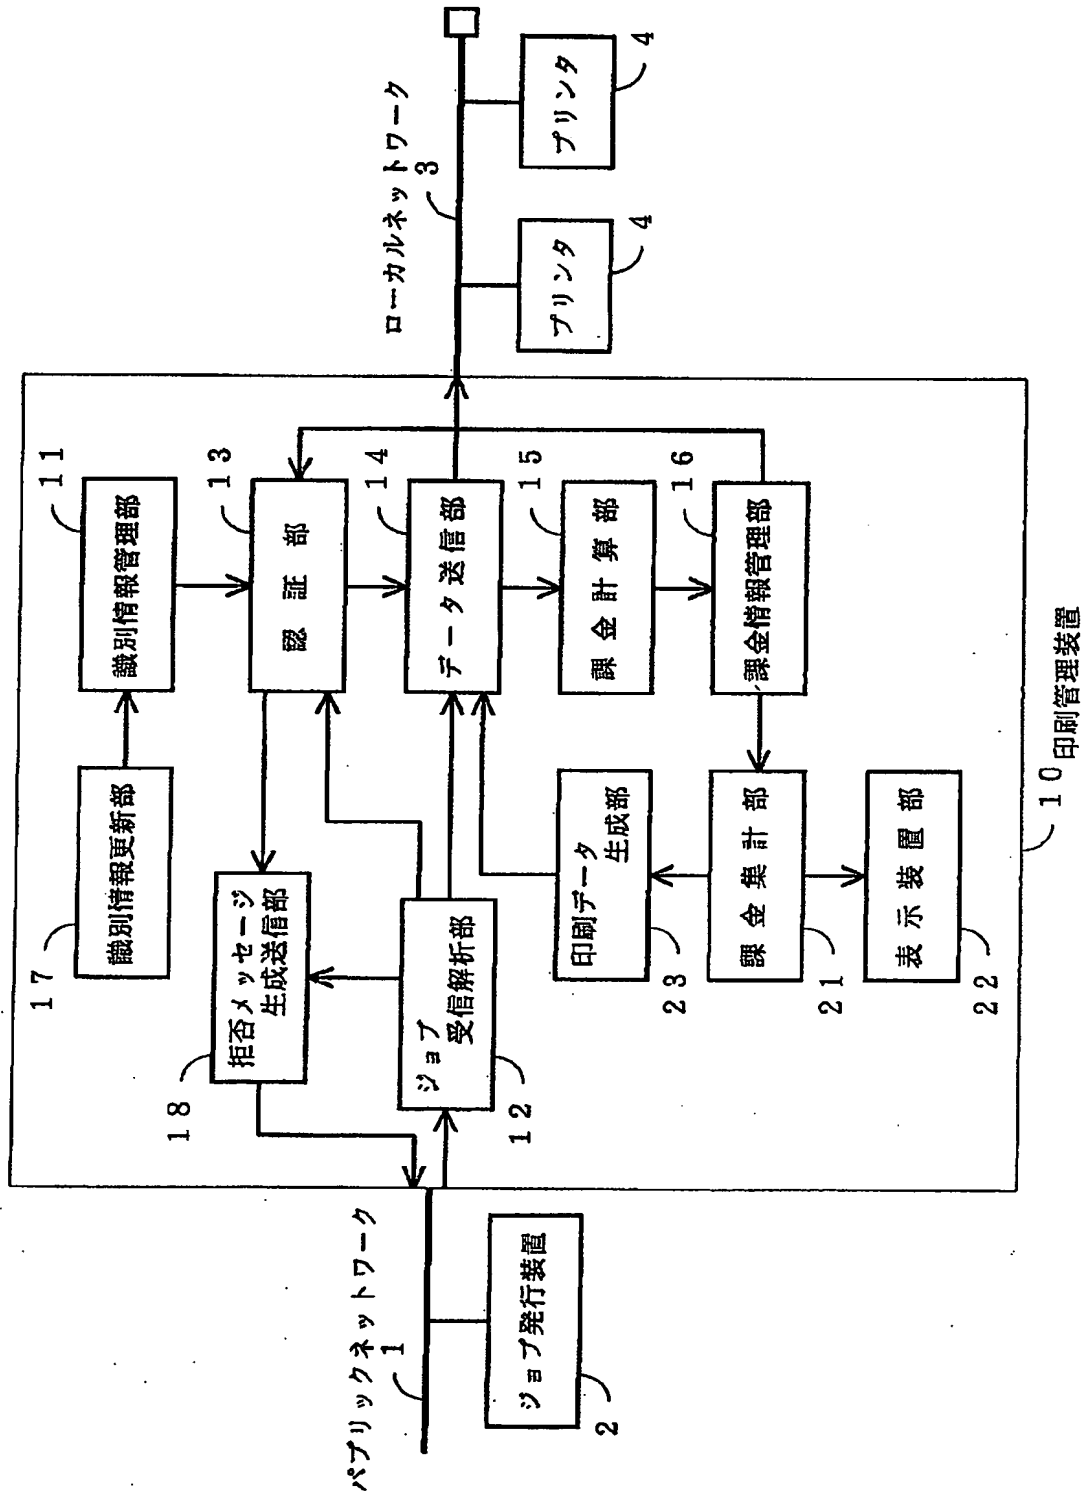 パブリックネットワーク
1
ジョブ発行装置
2
識別情報更新部
17
識別情報管理部
11
拒否メッセージ
生成送信部
18
認証部
13
ジョブ
受信解析部
12
データ送信部
14
印刷データ
生成部
23
課金計算部
15
課金集計部
21
課金情報管理部
16
表示装置部
22
10
印刷管理装置
ローカルネットワーク
3
プリンタ
4
プリンタ
4